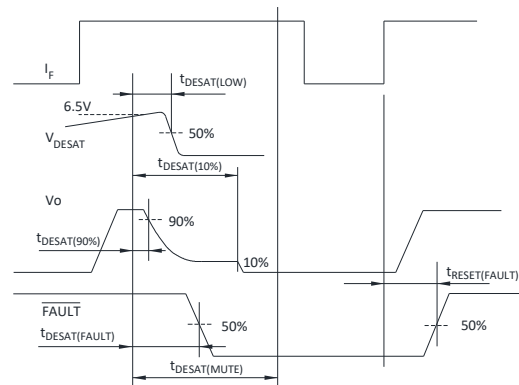 I_F
t_DESAT(LOW)
6.5V
50%
V_DESAT
t_DESAT(10%)
Vo
90%
t_DESAT(90%)
10%
t_RESET(FAULT)
FAULT
50%
50%
t_DESAT(FAULT)
t_DESAT(MUTE)